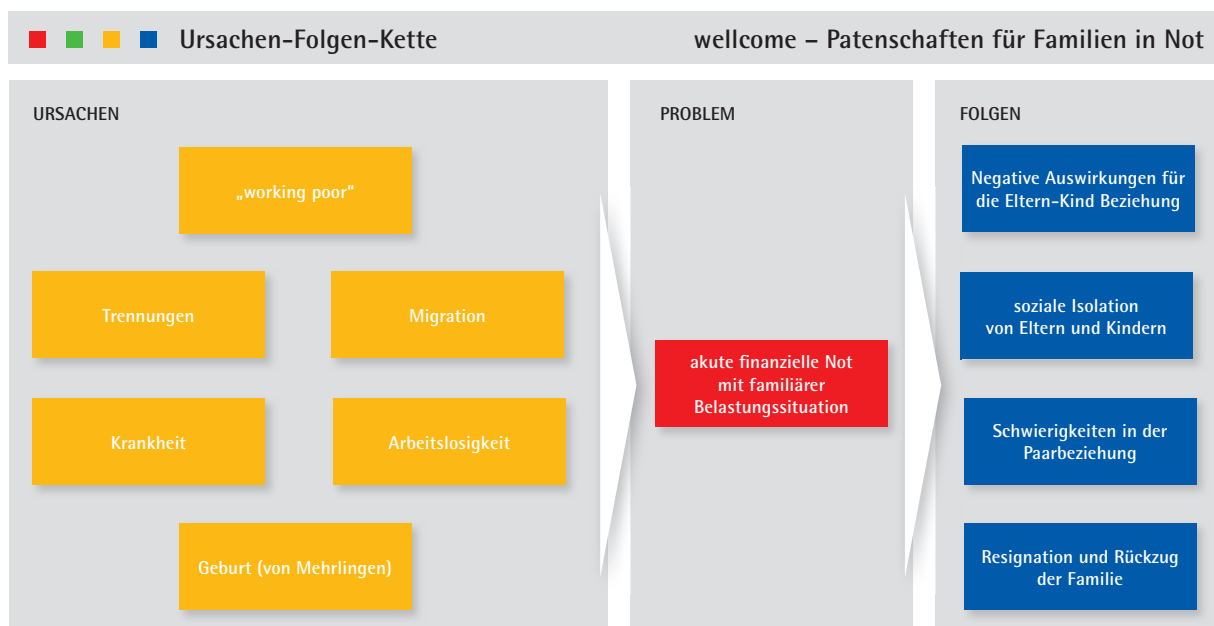 Ursachen-Folgen-Kette
wellcome – Patenschaften für Familien in Not
URSACHEN
„working poor“
Trennungen
Migration
Krankheit
Arbeitslosigkeit
Geburt (von Mehrlingen)
PROBLEM
akute finanzielle Not
mit familiärer
Belastungssituation
FOLGEN
Negative Auswirkungen für
die Eltern-Kind Beziehung
soziale Isolation
von Eltern und Kindern
Schwierigkeiten in der
Paarbeziehung
Resignation und Rückzug
der Familie